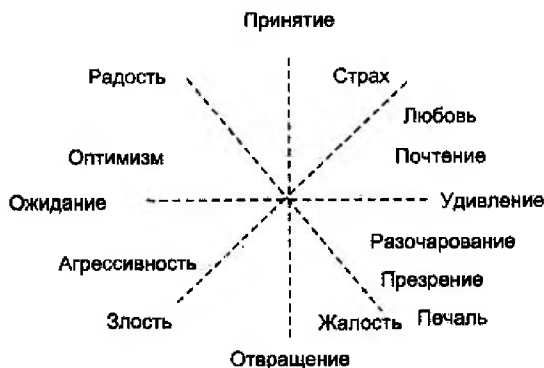 Принятие
Радость
Страх
Любовь
Оптимизм
Почтение
Ожидание
Удивление
Разочарование
Агрессивность
Презрение
Злость
Жалость Печаль
Отвращение